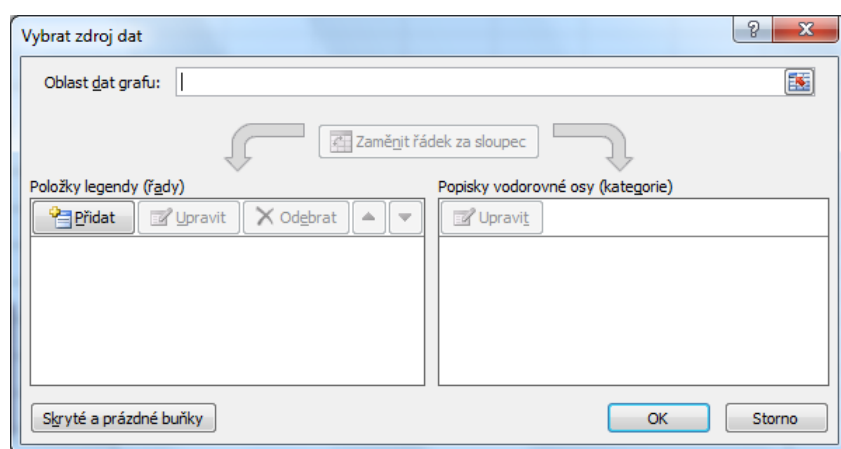 Vybrat zdroj dat
Oblast dat grafu:
Zaměnit řádek za sloupec
Položky legendy (řady)
Popisky vodorovné osy (kategorie)
Přidat Upravit Odebrat
Upravit
Skryté a prázdné buňky
OK Storno